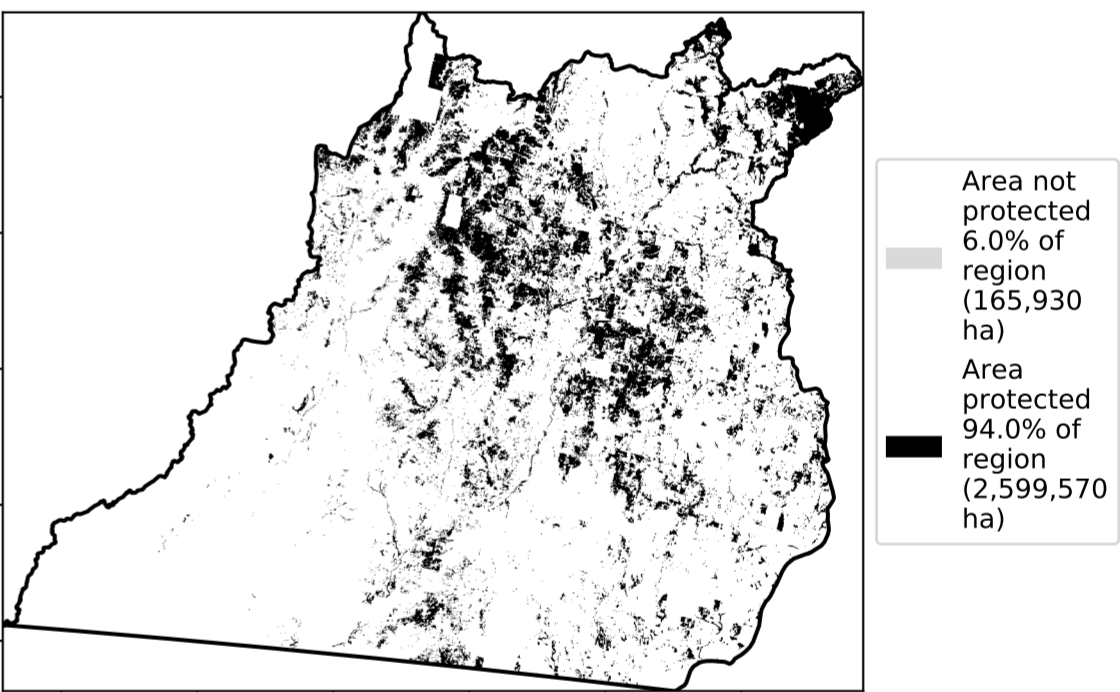 Area not
protected
6.0% of
region
(165,930
ha)
Area
protected
94.0% of
region
(2,599,570
ha)